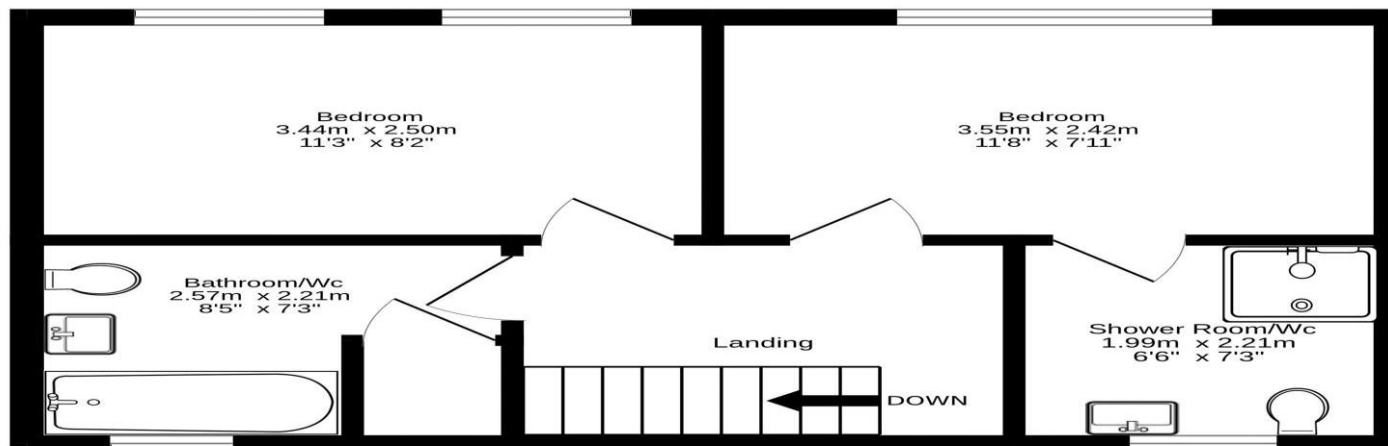 Bedroom
3.44m x 2.50m
11'3" x 8'2"
Bedroom
3.55m x 2.42m
11'8" x 7'11"
Bathroom/Wc
2.57m x 2.21m
8'5" x 7'3"
Landing
DOWN
Shower Room/Wc
1.99m x 2.21m
6'6" x 7'3"